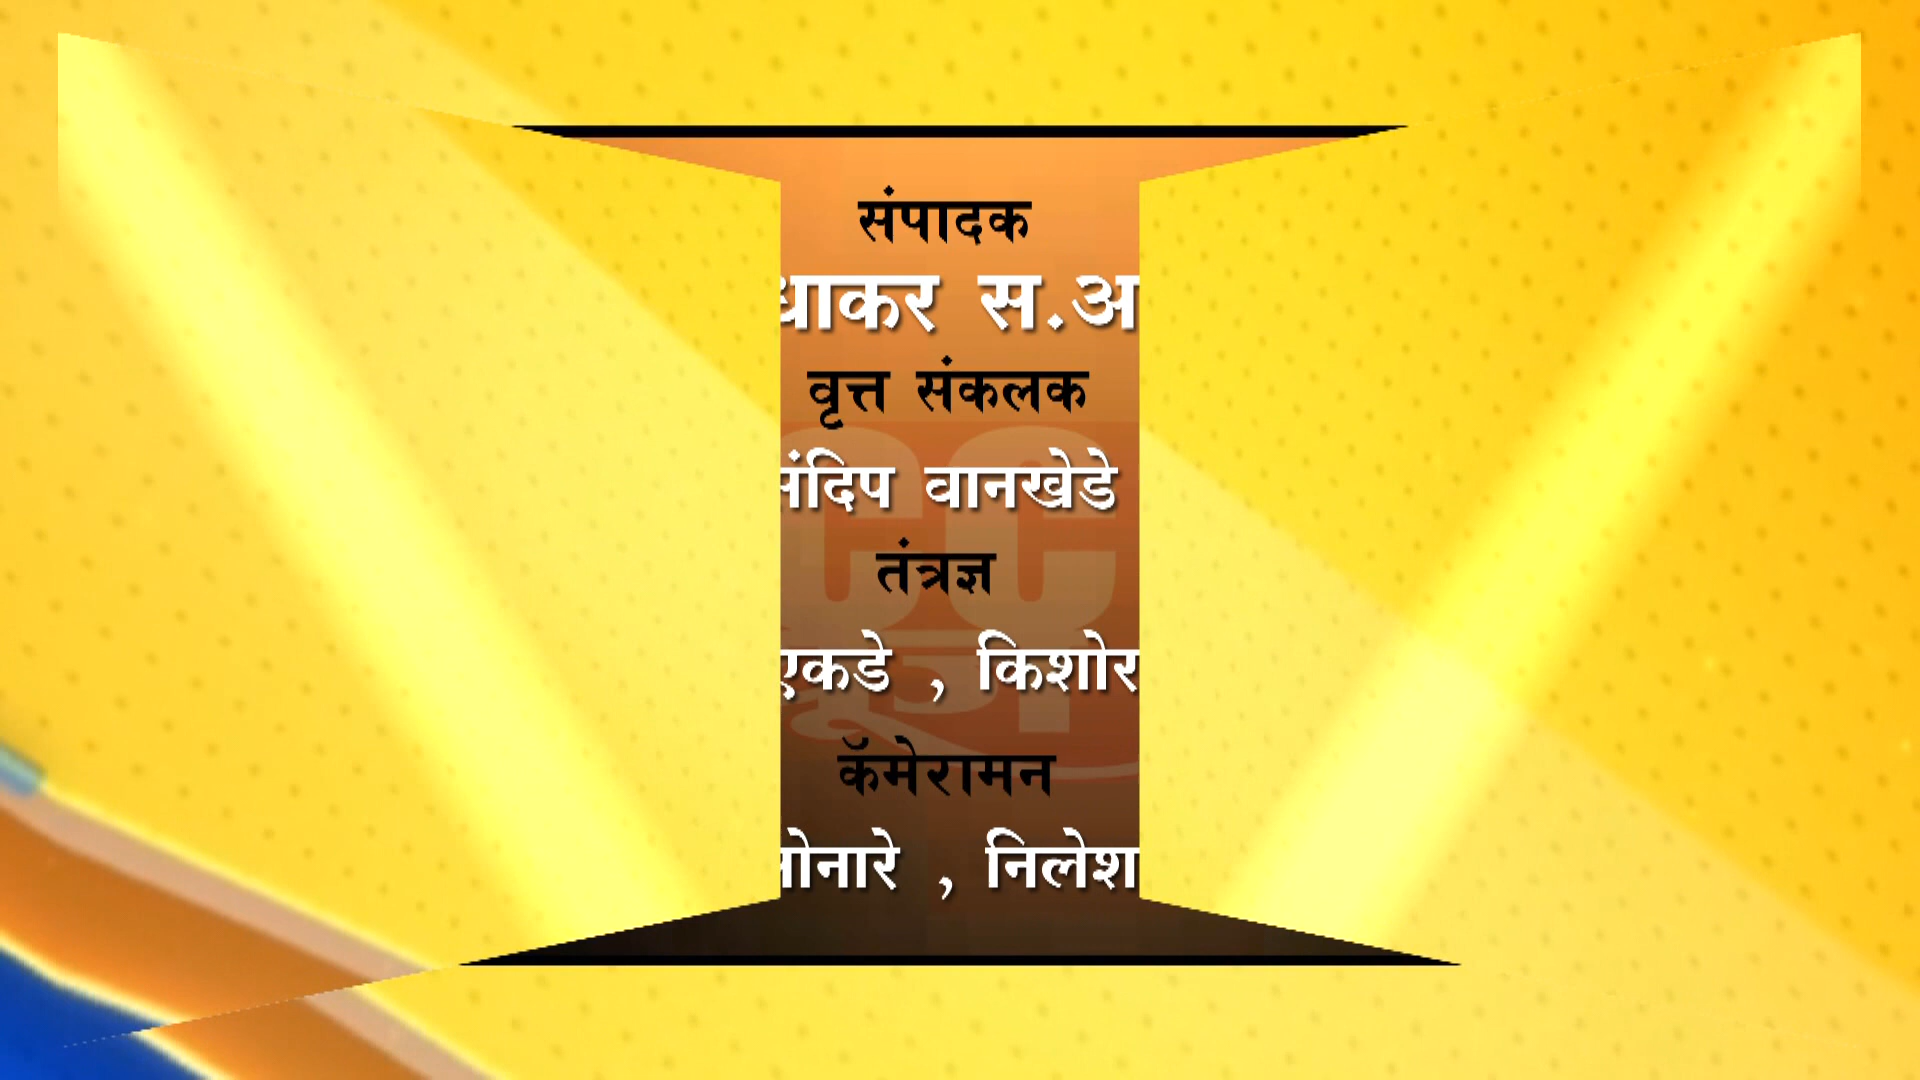 संपादक
धाकर स.अ
वृत्त संकलक
संदिप वानखेडे
तंत्रज्ञ
एकडे , किशोर
कॅमेरामन
सोनारे , निलेश